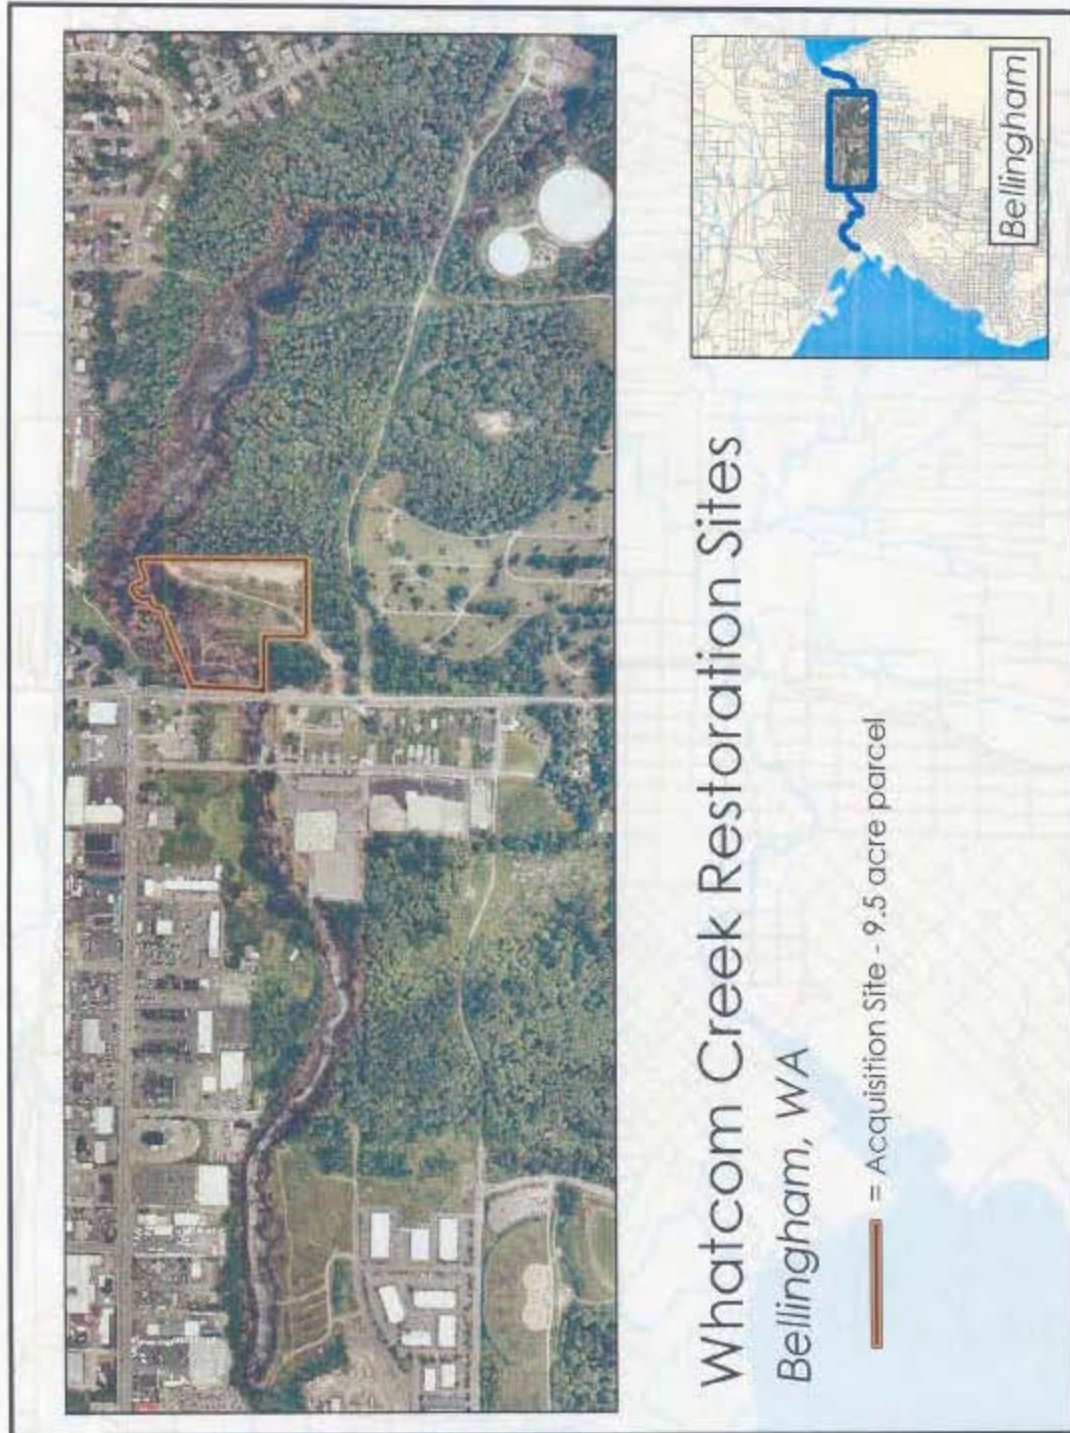 Whatcom Creek Restoration Sites
Bellingham, WA
= Acquisition Site - 9.5 acre parcel
Bellingham